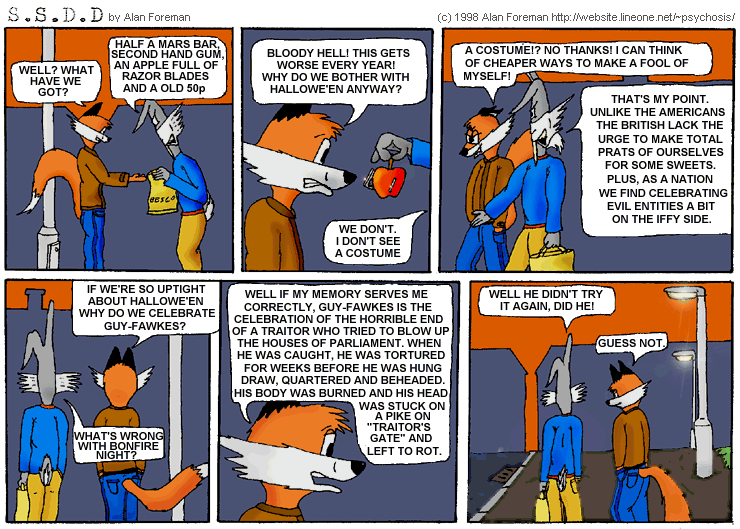 S.S.D.D by Alan Foreman
(c) 1998 Alan Foreman http://website.lineone.net/~psychosis/
WELL? WHAT
HAVE WE
GOT?
HALF A MARS BAR,
SECOND HAND GUM,
AN APPLE FULL OF
RAZOR BLADES
AND A OLD 50p
BLOODY HELL! THIS GETS
WORSE EVERY YEAR!
WHY DO WE BOTHER WITH
HALLOWE'EN ANYWAY?
WE DON'T.
I DON'T SEE
A COSTUME
A COSTUME!? NO THANKS! I CAN THINK
OF CHEAPER WAYS TO MAKE A FOOL OF
MYSELF!
THAT'S MY POINT.
UNLIKE THE AMERICANS
THE BRITISH LACK THE
URGE TO MAKE TOTAL
PRATS OF OURSELVES
FOR SOME SWEETS.
PLUS, AS A NATION
WE FIND CELEBRATING
EVIL ENTITIES A BIT
ON THE IFFY SIDE.
IF WE'RE SO UPTIGHT
ABOUT HALLOWE'EN
WHY DO WE CELEBRATE
GUY-FAWKES?
WHAT'S WRONG
WITH BONFIRE
NIGHT?
WELL IF MY MEMORY SERVES ME
CORRECTLY, GUY-FAWKES IS THE
CELEBRATION OF THE HORRIBLE END
OF A TRAITOR WHO TRIED TO BLOW UP
THE HOUSES OF PARLIAMENT. WHEN
HE WAS CAUGHT, HE WAS TORTURED
FOR WEEKS BEFORE HE WAS HUNG
DRAW, QUARTERED AND BEHEADED.
HIS BODY WAS BURNED AND HIS HEAD
WAS STUCK ON
A PIKE ON
"TRAITOR'S
GATE" AND
LEFT TO ROT.
WELL HE DIDN'T TRY
IT AGAIN, DID HE!
GUESS NOT.